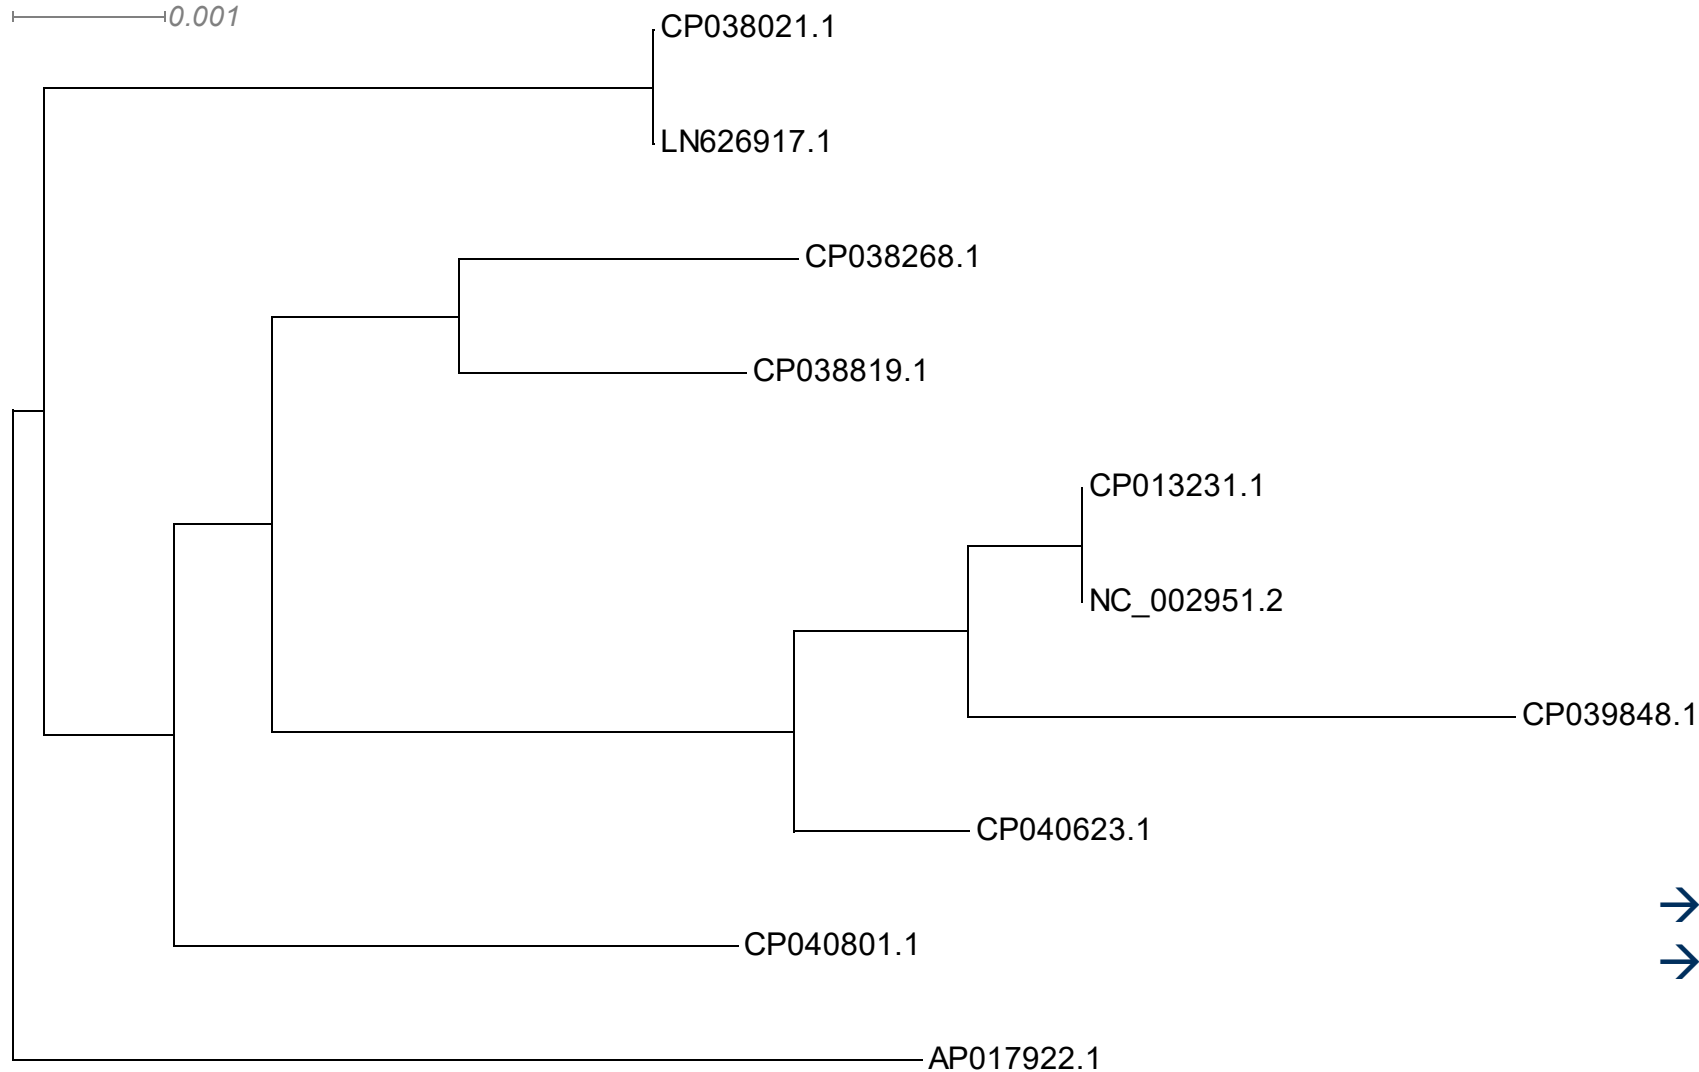 0.001
CP038021.1
LN626917.1
CP038268.1
CP038819.1
CP013231.1
NC_002951.2
CP039848.1
CP040623.1
→
CP040801.1
→
AP017922.1